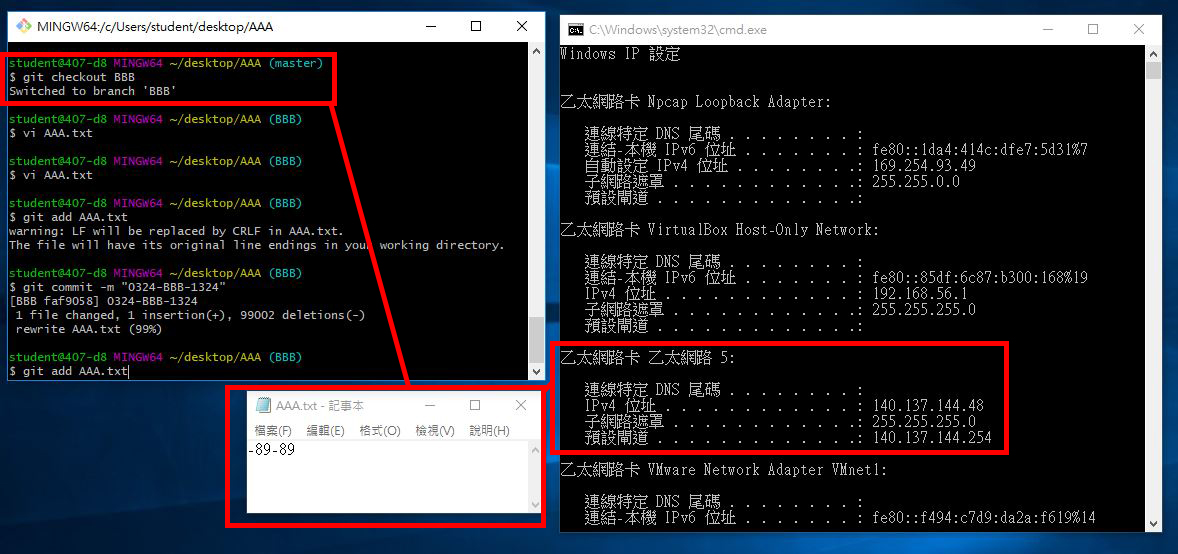 MINGW64:/c/Users/student/desktop/AAA
student@407-d8 MINGW64 ~/desktop/AAA (master)
$ git checkout BBB
Switched to branch 'BBB'
student@407-d8 MINGW64 ~/desktop/AAA (BBB)
$ vi AAA.txt
student@407-d8 MINGW64 ~/desktop/AAA (BBB)
$ vi AAA.txt
student@407-d8 MINGW64 ~/desktop/AAA (BBB)
$ git add AAA.txt
warning: LF will be replaced by CRLF in AAA.txt.
The file will have its original line endings in your working directory.
student@407-d8 MINGW64 ~/desktop/AAA (BBB)
$ git commit -m "0324-BBB-1324"
[BBB faf9058] 0324-BBB-1324
1 file changed, 1 insertion(+), 99002 deletions(-)
rewrite AAA.txt (99%)
student@407-d8 MINGW64 ~/desktop/AAA (BBB)
$ git add AAA.txt
AAA.txt - 記事本
檔案(F) 編輯(E) 格式(O) 檢視(V) 說明(H)
-89-89
C:\Windows\system32\cmd.exe
Windows IP 設定
乙太網路卡 Npcap Loopback Adapter:
連線特定 DNS 尾碼 . . . . . . . . :
連結-本機 IPv6 位址 . . . . . . . : fe80::1da4:414c:dfe7:5d31%7
自動設定 IPv4 位址 . . . . . . . . : 169.254.93.49
子網路遮罩 . . . . . . . . . . . .: 255.255.0.0
預設閘道 . . . . . . . . . . . . .:
乙太網路卡 VirtualBox Host-Only Network:
連線特定 DNS 尾碼 . . . . . . . . :
連結-本機 IPv6 位址 . . . . . . . : fe80::85df:6c87:b300:168%19
IPv4 位址 . . . . . . . . . . . . : 192.168.56.1
子網路遮罩 . . . . . . . . . . . .: 255.255.255.0
預設閘道 . . . . . . . . . . . . .:
乙太網路卡 乙太網路 5:
連線特定 DNS 尾碼 . . . . . . . . :
IPv4 位址 . . . . . . . . . . . . : 140.137.144.48
子網路遮罩 . . . . . . . . . . . .: 255.255.255.0
預設閘道 . . . . . . . . . . . . .: 140.137.144.254
乙太網路卡 VMware Network Adapter VMnet1:
連線特定 DNS 尾碼 . . . . . . . . :
連結-本機 IPv6 位址 . . . . . . . : fe80::f494:c7d9:da2a:f619%14